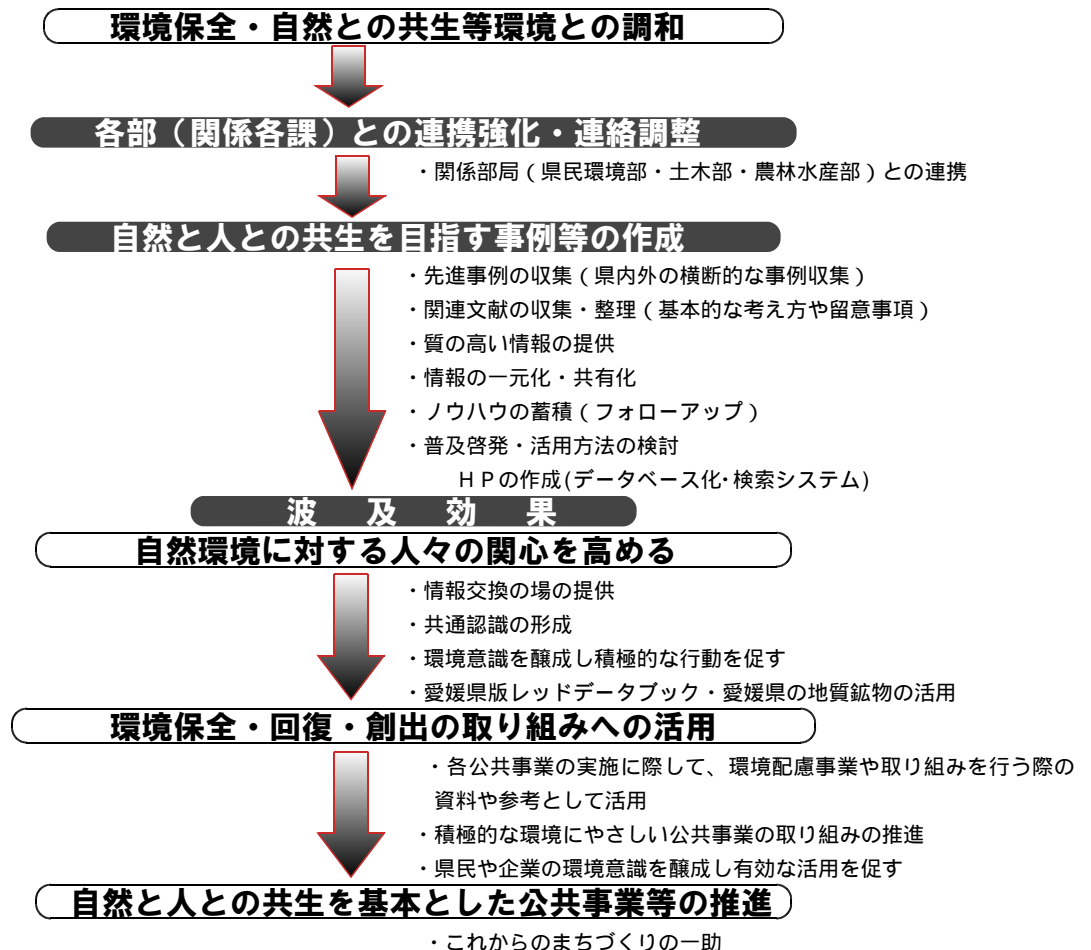 環境保全・自然との共生等環境との調和
各部（関係各課）との連携強化・連絡調整
・関係部局（県民環境部・土木部・農林水産部）との連携
自然と人との共生を目指す事例等の作成
・先進事例の収集（県内外の横断的な事例収集）
・関連文献の収集・整理（基本的な考え方や留意事項）
・質の高い情報の提供
・情報の一元化・共有化
・ノウハウの蓄積（フォローアップ）
・普及啓発・活用方法の検討
ＨＰの作成(データベース化・検索システム)
波　及　効　果
自然環境に対する人々の関心を高める
・情報交換の場の提供
・共通認識の形成
・環境意識を醸成し積極的な行動を促す
・愛媛県版レッドデータブック・愛媛県の地質鉱物の活用
環境保全・回復・創出の取り組みへの活用
・各公共事業の実施に際して、環境配慮事業や取り組みを行う際の
資料や参考として活用
・積極的な環境にやさしい公共事業の取り組みの推進
・県民や企業の環境意識を醸成し有効な活用を促す
自然と人との共生を基本とした公共事業等の推進
・これからのまちづくりの一助